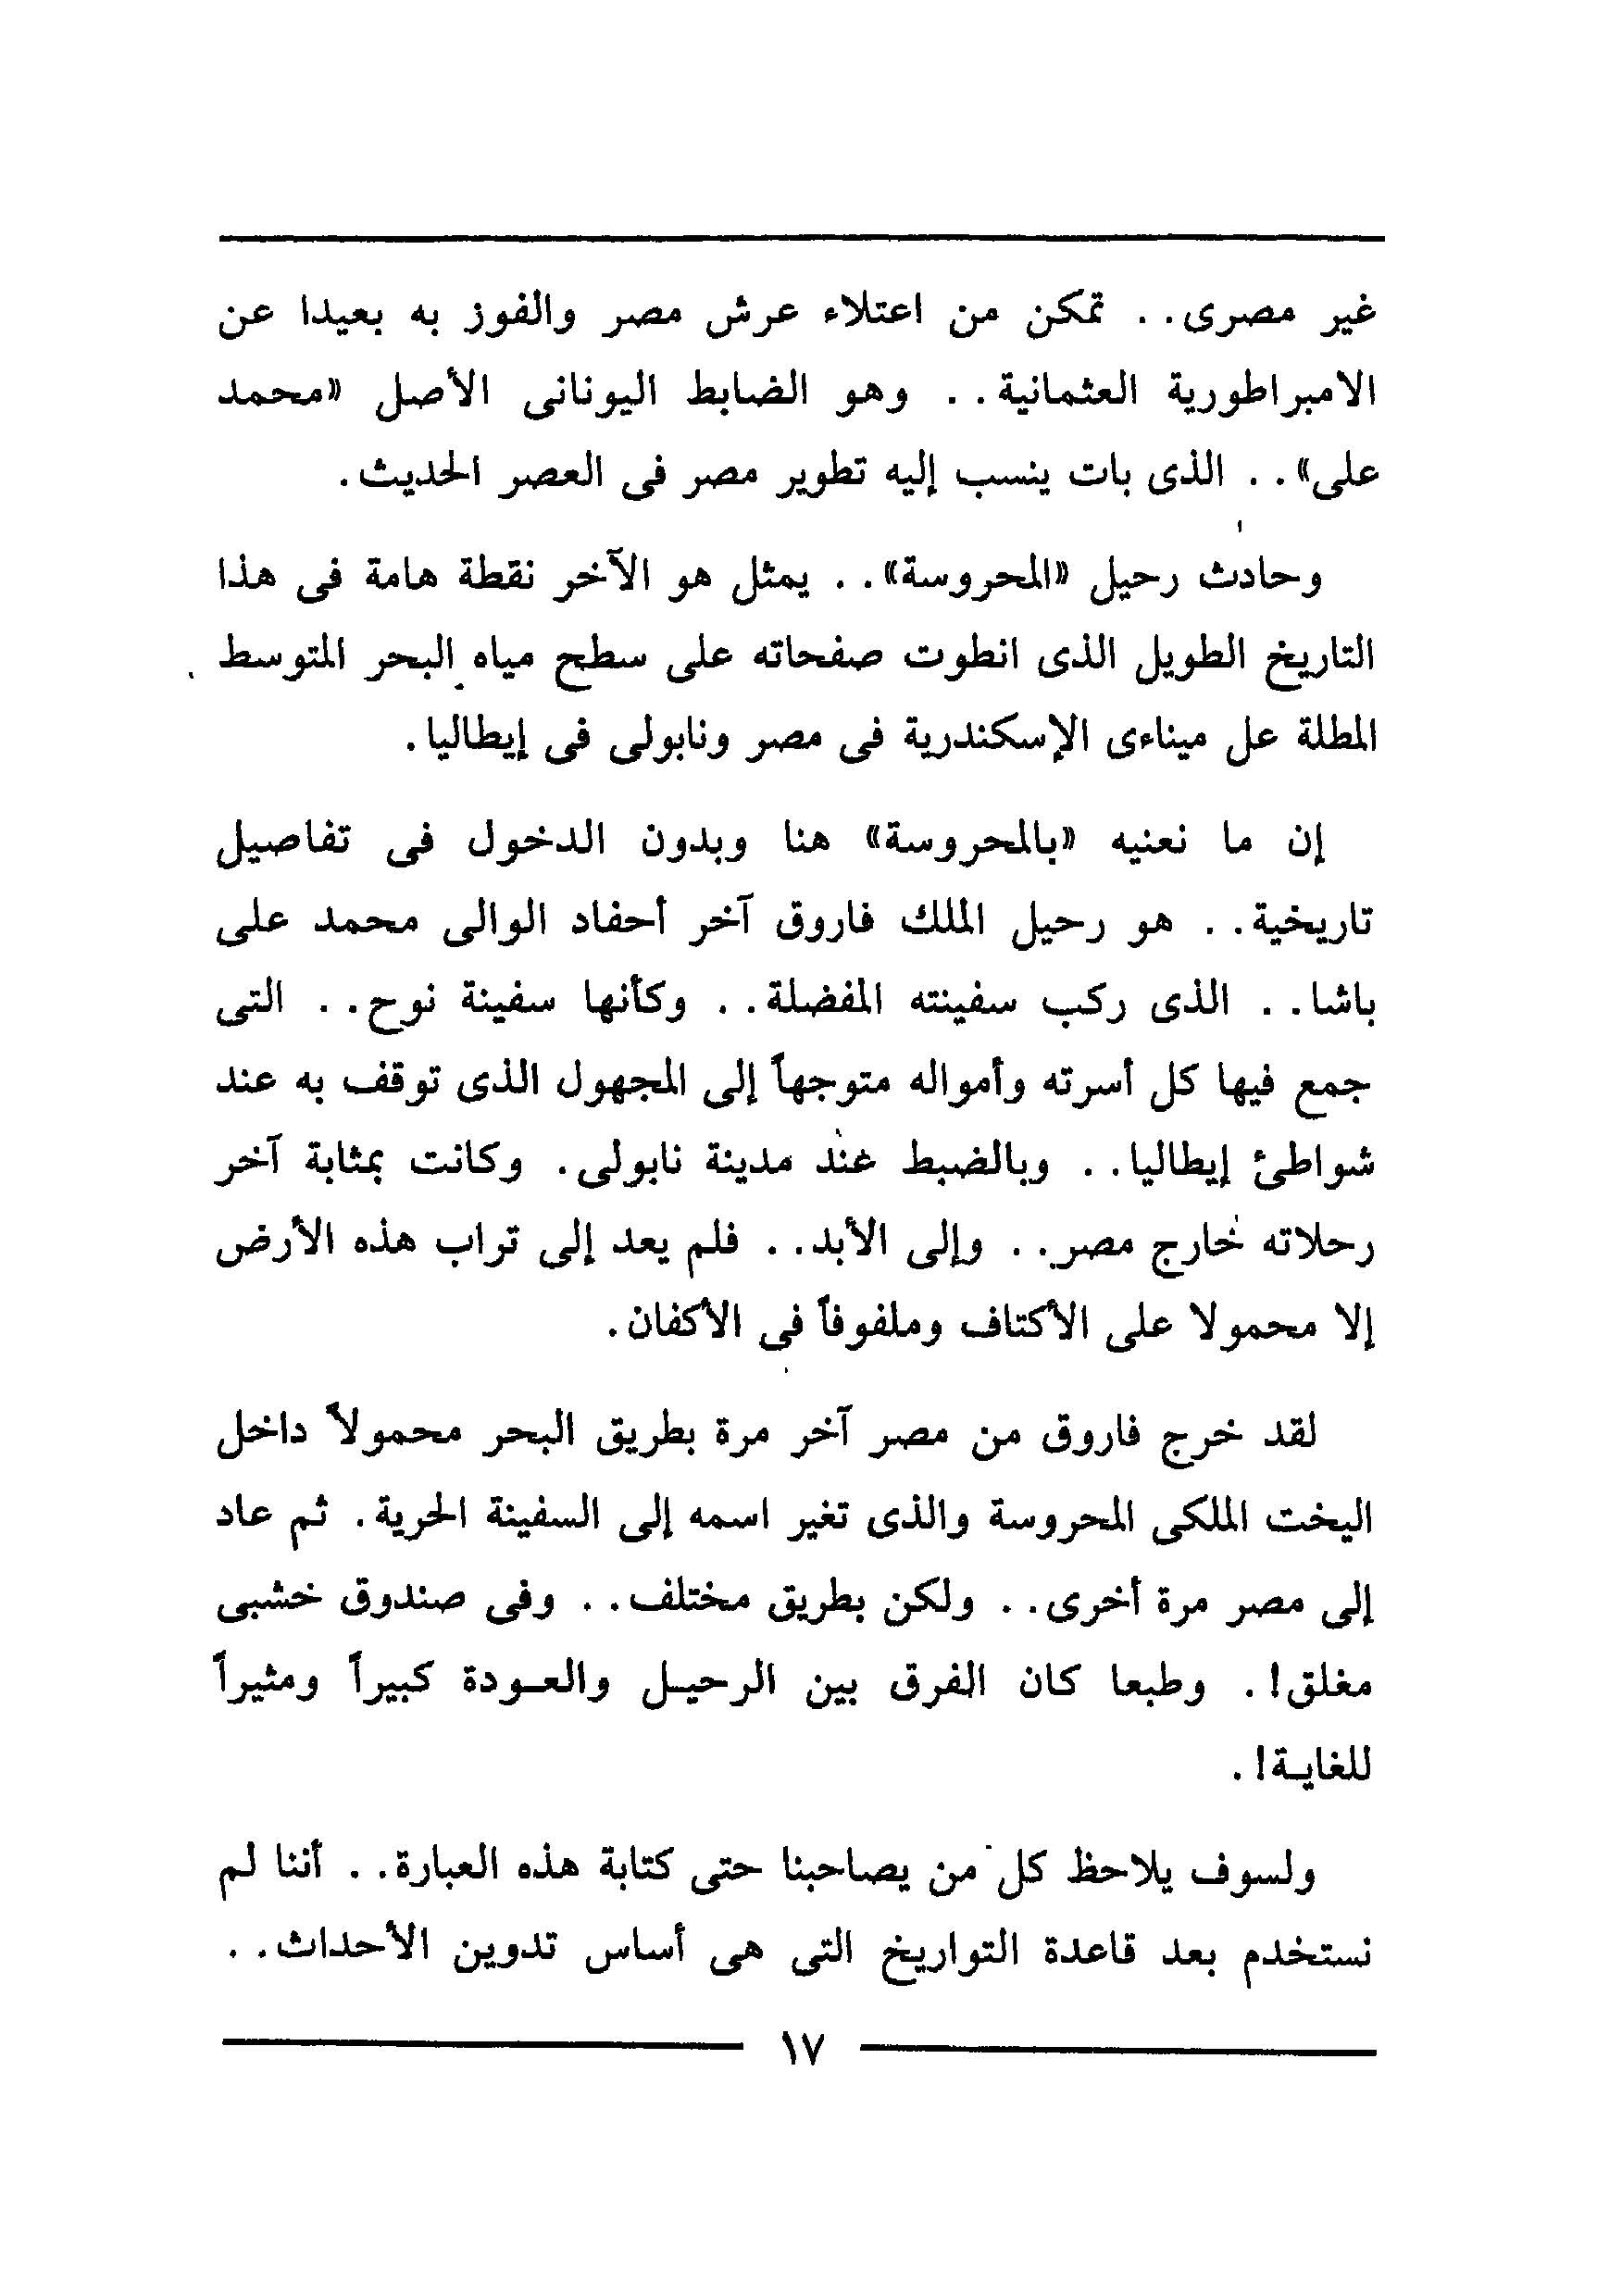 غير مصرى. . تمكن من اعتلاء عرش مصر والفوز به بعيدا عن
الامبراطورية العثمانية. . وهو الضابط اليونانى الأصل «محمد
على». . الذى بات ينسب إليه تطوير مصر فى العصر الحديث.
وحادث رحيل «المحروسة». . يمثل هو الآخر نقطة هامة فى هذا
التاريخ الطويل الذى انطوت صفحاته على سطح مياه البحر المتوسط
المطلة عل ميناءى الإسكندرية فى مصر ونابولى فى إيطاليا.
إن ما نعنيه «بالمحروسة» هنا وبدون الدخول فى تفاصيل
تاريخية. . هو رحيل الملك فاروق آخر أحفاد الوالى محمد على
باشا. . الذى ركب سفينته المفضلة. . وكأنها سفينة نوح. . التى
جمع فيها كل أسرته وأمواله متوجهاً إلى المجهول الذى توقف به عند
شواطئ إيطاليا. . وبالضبط عند مدينة نابولى. وكانت بمثابة آخر
رحلاته خارج مصر. . وإلى الأبد. . فلم يعد إلى تراب هذه الأرض
إلا محمولا على الأكتاف وملفوفاً فى الأكفان.
لقد خرج فاروق من مصر آخر مرة بطريق البحر محمولاً داخل
اليخت الملكى المحروسة والذى تغير اسمه إلى السفينة الحرية. ثم عاد
إلى مصر مرة أخرى. . ولكن بطريق مختلف. . وفى صندوق خشبى
مغلق!. وطبعا كان الفرق بين الرحيـل والعـودة كبيراً ومثيراً
للغايـة!.
ولسوف يلاحظ كل من يصاحبنا حتى كتابة هذه العبارة. . أننا لم
نستخدم بعد قاعدة التواريخ التى هى أساس تدوين الأحداث. .
١٧